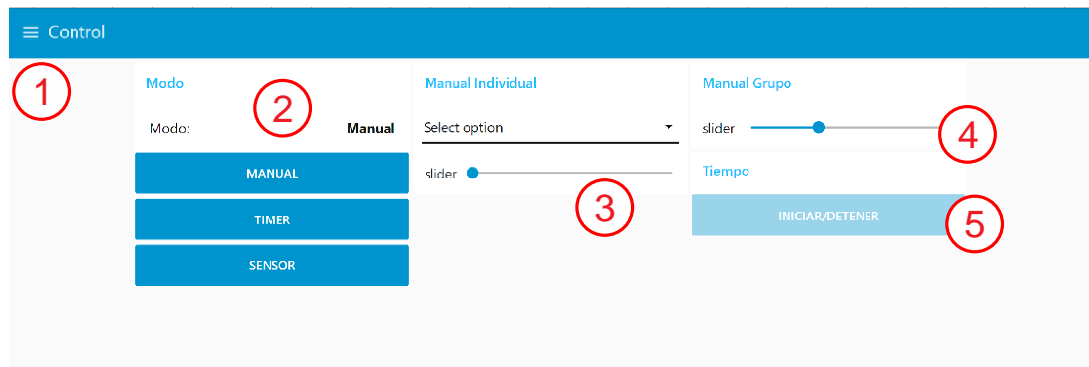 Control
1
Modo
2
Modo: Manual
MANUAL
TIMER
SENSOR
Manual Individual
Select option
slider
3
Manual Grupo
slider
4
Tiempo
INICIAR/DETENER
5